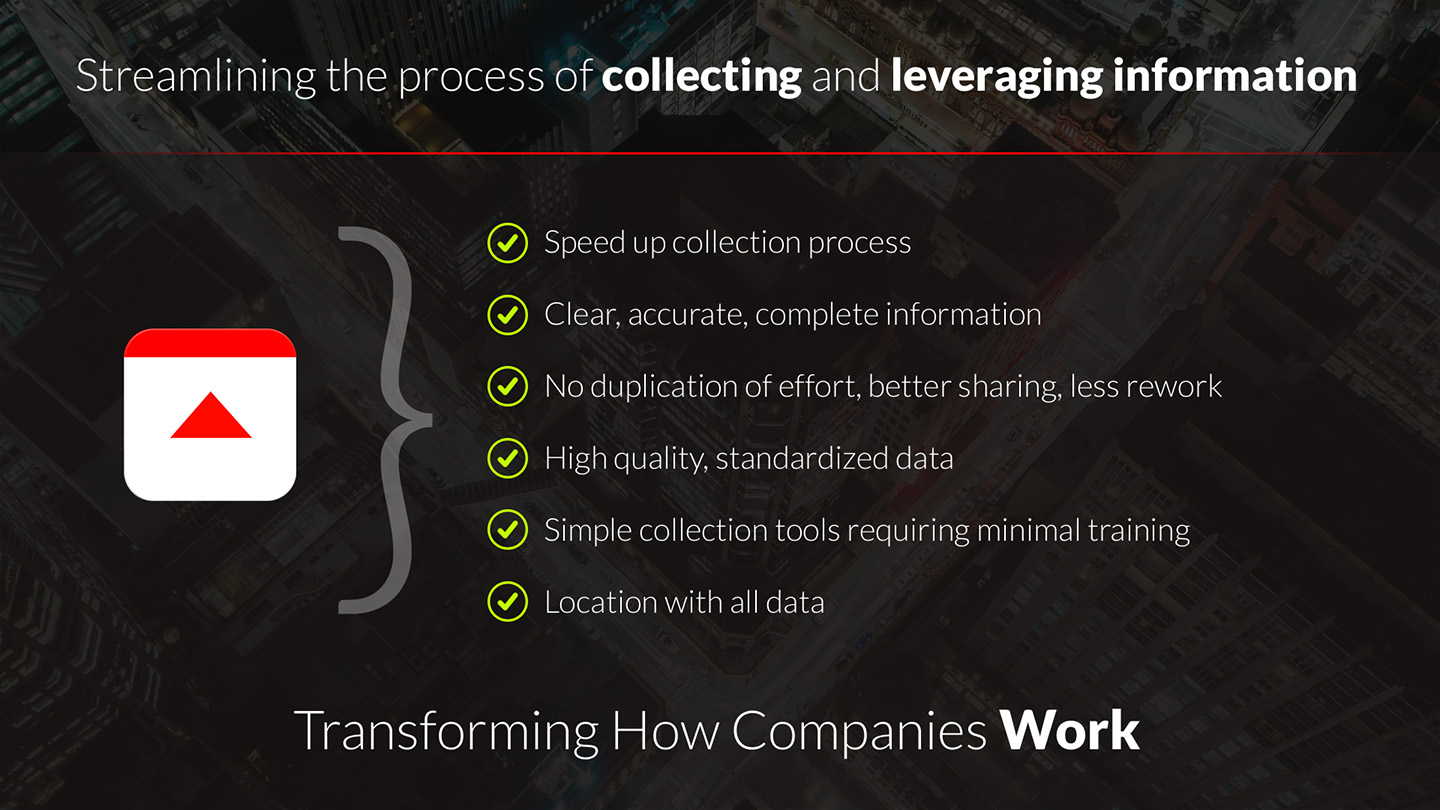 Streamlining the process of collecting and leveraging information
Speed up collection process
Clear, accurate, complete information
No duplication of effort, better sharing, less rework
High quality, standardized data
Simple collection tools requiring minimal training
Location with all data
Transforming How Companies Work